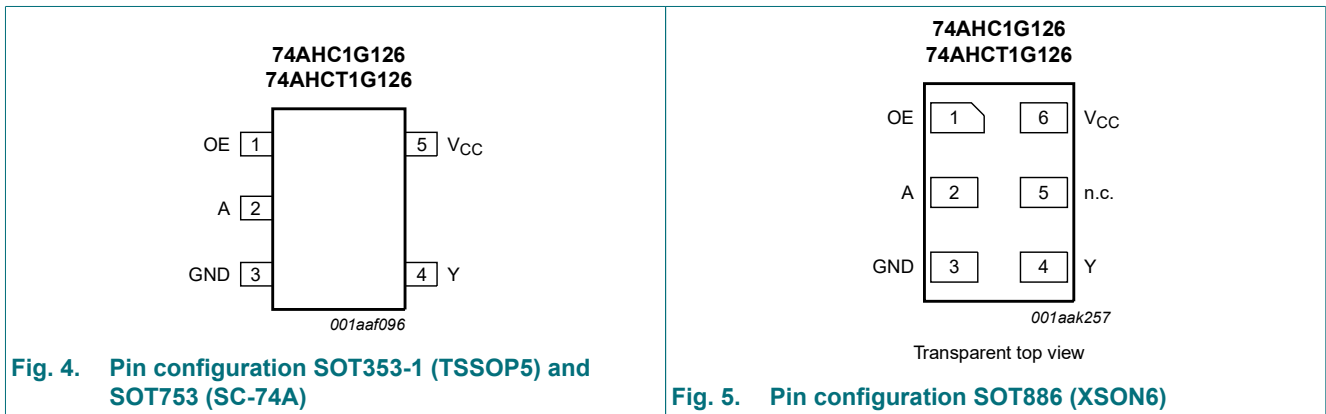 74AHC1G126
74AHCT1G126
OE 1
5 VCC
A 2
GND 3
4 Y
001aaf096
Fig. 4. Pin configuration SOT353-1 (TSSOP5) and
SOT753 (SC-74A)
74AHC1G126
74AHCT1G126
OE 1 6 VCC
A 2 5 n.c.
GND 3 4 Y
001aak257
Transparent top view
Fig. 5. Pin configuration SOT886 (XSON6)